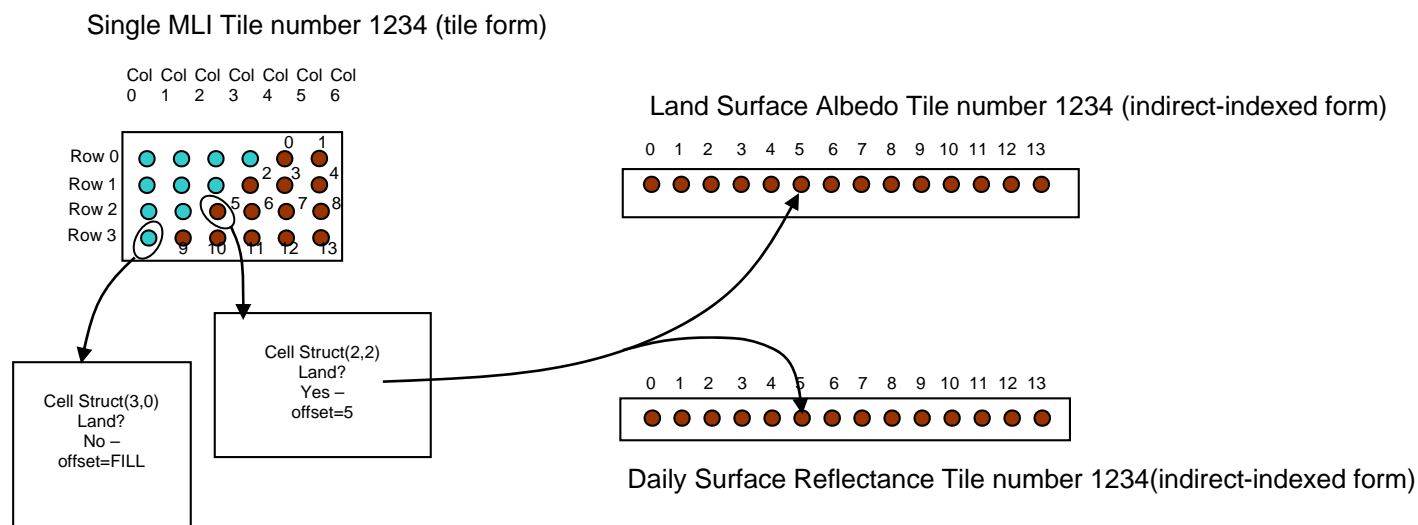 Single MLI Tile number 1234 (tile form)
Col Col Col Col Col Col Col
0 1 2 3 4 5 6
Row 0
0 1
Row 1
2 3 4
Row 2
5 6 7 8
Row 3
9 10 11 12 13
Cell Struct(3,0)
Land?
No –
offset=FILL
Cell Struct(2,2)
Land?
Yes –
offset=5
Land Surface Albedo Tile number 1234 (indirect-indexed form)
0 1 2 3 4 5 6 7 8 9 10 11 12 13
0 1 2 3 4 5 6 7 8 9 10 11 12 13
Daily Surface Reflectance Tile number 1234(indirect-indexed form)